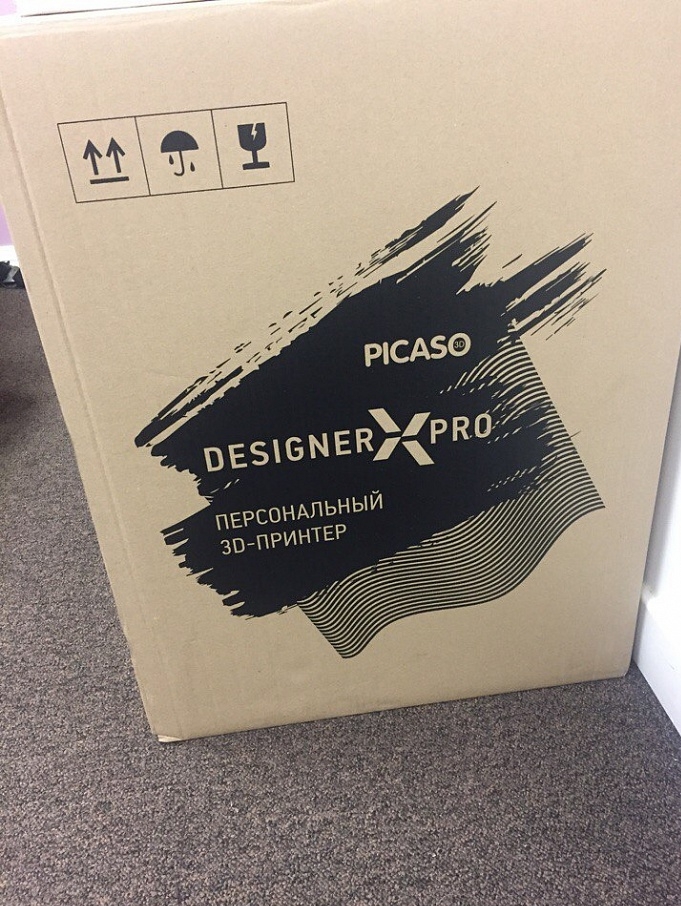 PICASO 3D
DESIGNER X PRO
ПЕРСОНАЛЬНЫЙ
3D-ПРИНТЕР